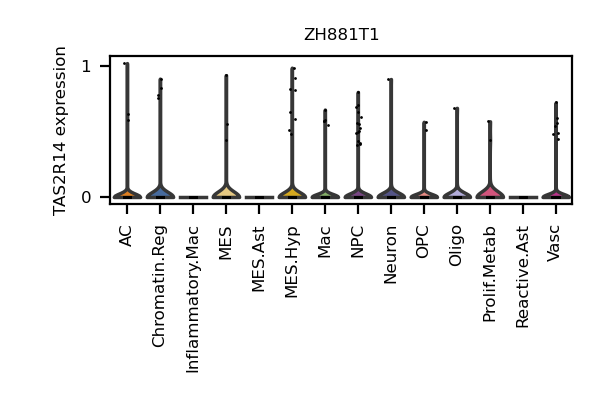 ZH881T1
TAS2R14 expression
1
0
AC
Chromatin.Reg
Inflammatory.Mac
MES
MES.Ast
MES.Hyp
Mac
NPC
Neuron
OPC
Oligo
Prolif.Metab
Reactive.Ast
Vasc